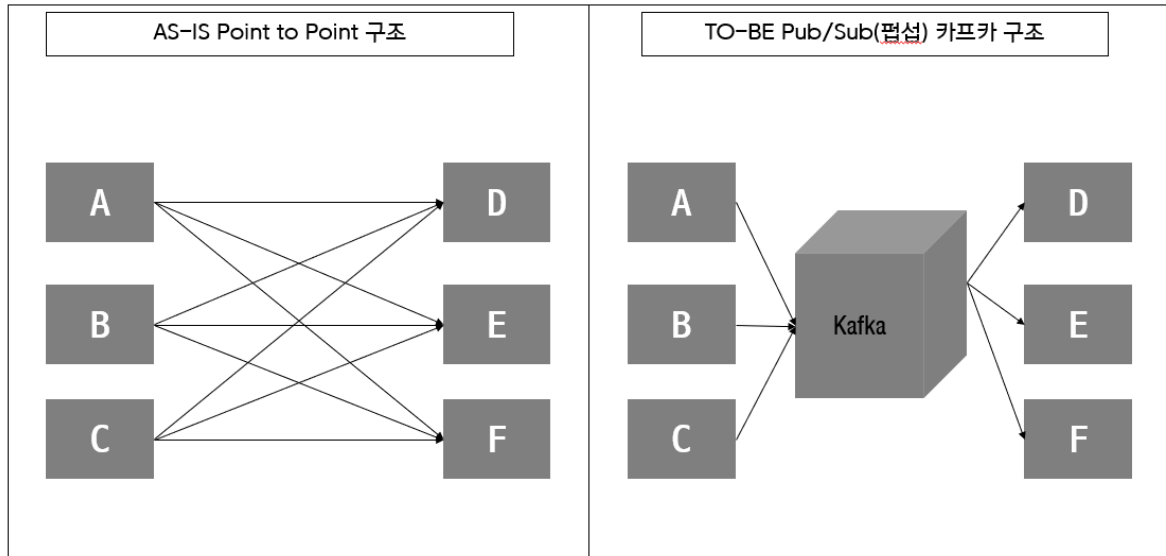 AS-IS Point to Point 구조
A
B
C
D
E
F
TO-BE Pub/Sub(펍섭) 카프카 구조
A
B
C
Kafka
D
E
F